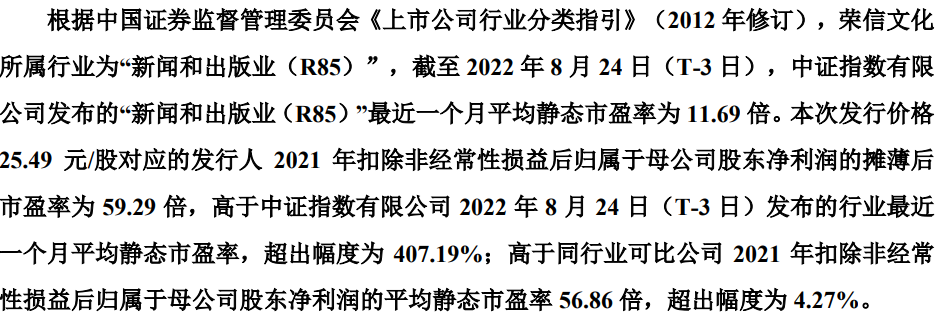 根据中国证券监督管理委员会《上市公司行业分类指引》（2012 年修订），荣信文化
所属行业为“新闻和出版业（R85）”，截至 2022 年 8 月 24 日（T-3 日），中证指数有限
公司发布的“新闻和出版业（R85）”最近一个月平均静态市盈率为 11.69 倍。本次发行价格
25.49 元/股对应的发行人 2021 年扣除非经常性损益后归属于母公司股东净利润的摊薄后
市盈率为 59.29 倍，高于中证指数有限公司 2022 年 8 月 24 日（T-3 日）发布的行业最近
一个月平均静态市盈率，超出幅度为 407.19%；高于同行业可比公司 2021 年扣除非经常
性损益后归属于母公司股东净利润的平均静态市盈率 56.86 倍，超出幅度为 4.27%。